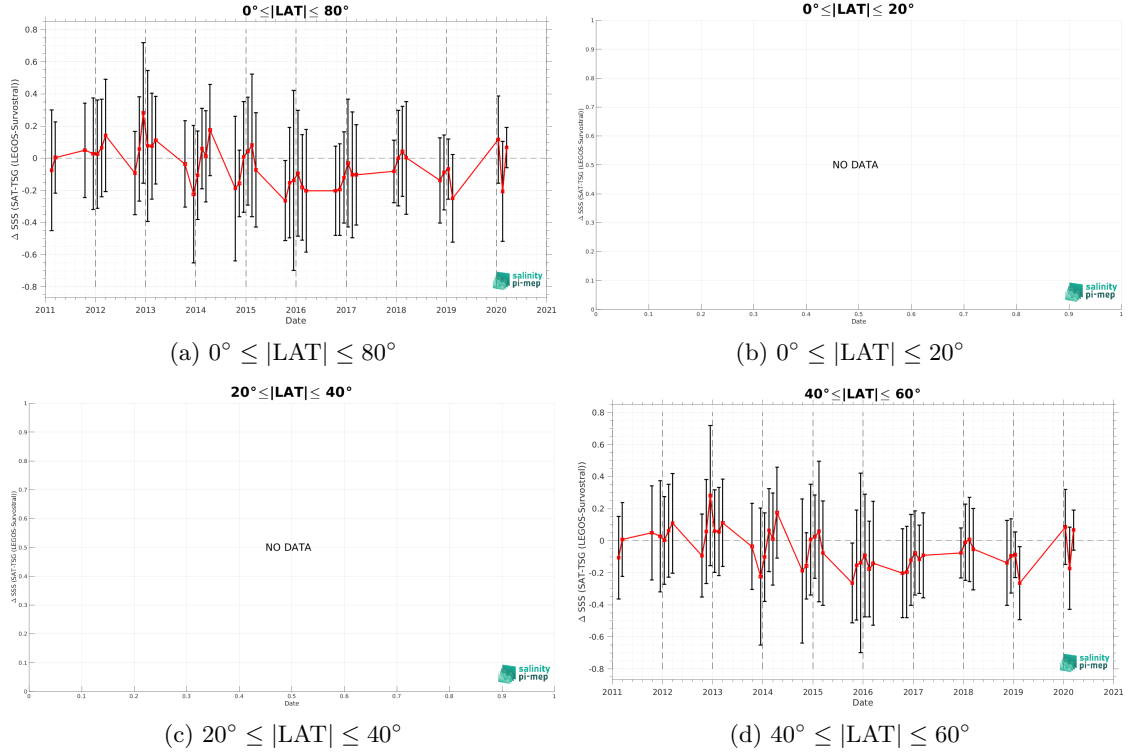 0°≤|LAT|≤ 80°
Δ SSS (SAT-TSG (LEGOS-Survostral))
0.8
0.6
0.4
0.2
0
-0.2
-0.4
-0.6
-0.8
2011 2012 2013 2014 2015 2016 2017 2018 2019 2020 2021
Date
salinity
pi-mep
(a) 0° ≤ |LAT| ≤ 80°
0°≤|LAT|≤ 20°
Δ SSS (SAT-TSG (LEGOS-Survostral))
1
0.9
0.8
0.7
0.6
0.5
0.4
0.3
0.2
0.1
0
NO DATA
0 0.1 0.2 0.3 0.4 0.5 0.6 0.7 0.8 0.9 1
Date
salinity
pi-mep
(b) 0° ≤ |LAT| ≤ 20°
20°≤|LAT|≤ 40°
Δ SSS (SAT-TSG (LEGOS-Survostral))
1
0.9
0.8
0.7
0.6
0.5
0.4
0.3
0.2
0.1
0
NO DATA
0 0.1 0.2 0.3 0.4 0.5 0.6 0.7 0.8 0.9 1
Date
salinity
pi-mep
(c) 20° ≤ |LAT| ≤ 40°
40°≤|LAT|≤ 60°
Δ SSS (SAT-TSG (LEGOS-Survostral))
0.8
0.6
0.4
0.2
0
-0.2
-0.4
-0.6
-0.8
2011 2012 2013 2014 2015 2016 2017 2018 2019 2020 2021
Date
salinity
pi-mep
(d) 40° ≤ |LAT| ≤ 60°